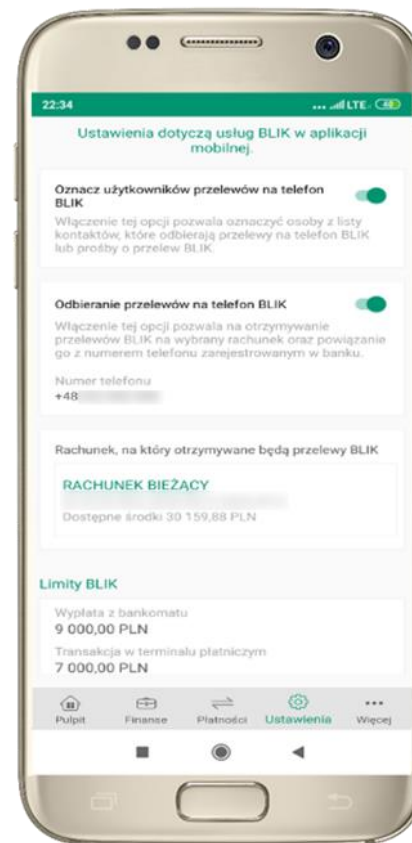 22:34
... LTE 48
Ustawienia dotyczą usług BLIK w aplikacji
mobilnej.
Oznacz użytkowników przelewów na telefon
BLIK
Włączenie tej opcji pozwala oznaczyć osoby z listy
kontaktów, które odbierają przelewy na telefon BLIK
lub prośby o przelew BLIK.
Odbieranie przelewów na telefon BLIK
Włączenie tej opcji pozwala na otrzymywanie
przelewów BLIK na wybrany rachunek oraz powiązanie
go z numerem telefonu zarejestrowanym w banku.
Numer telefonu
+48
Rachunek, na który otrzymywane będą przelewy BLIK
RACHUNEK BIEŻĄCY
Dostępne środki 30 159,88 PLN
Limity BLIK
Wypłata z bankomatu
9 000,00 PLN
Transakcja w terminalu płatniczym
7 000,00 PLN
Pulpit
Finanse
Płatności
Ustawienia
Więcej